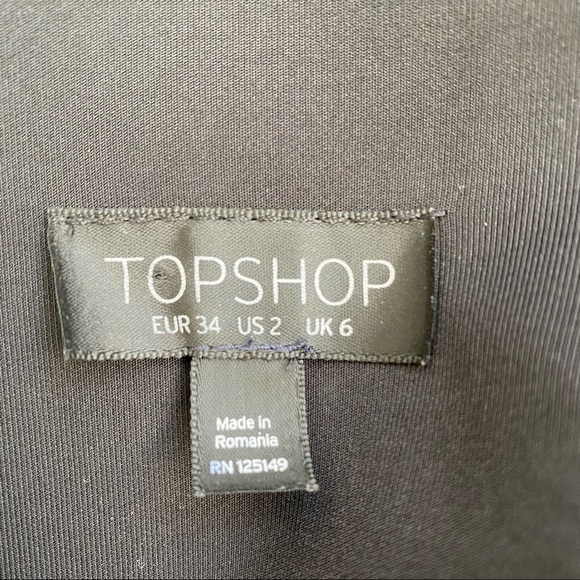 TOPSHOP
EUR 34 US 2 UK 6
Made in
Romania
RN 125149